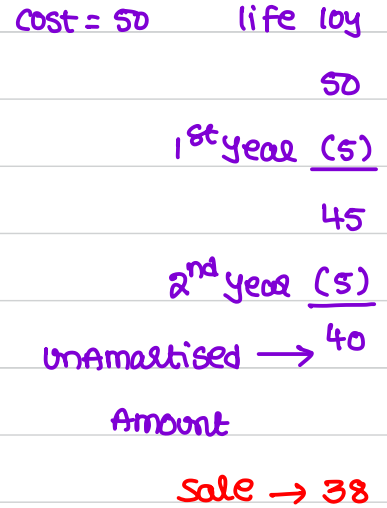 cost = 50 life 10y
50
1st year (5)
45
2nd year (5)
40
unAmortised →
Amount
sale → 38